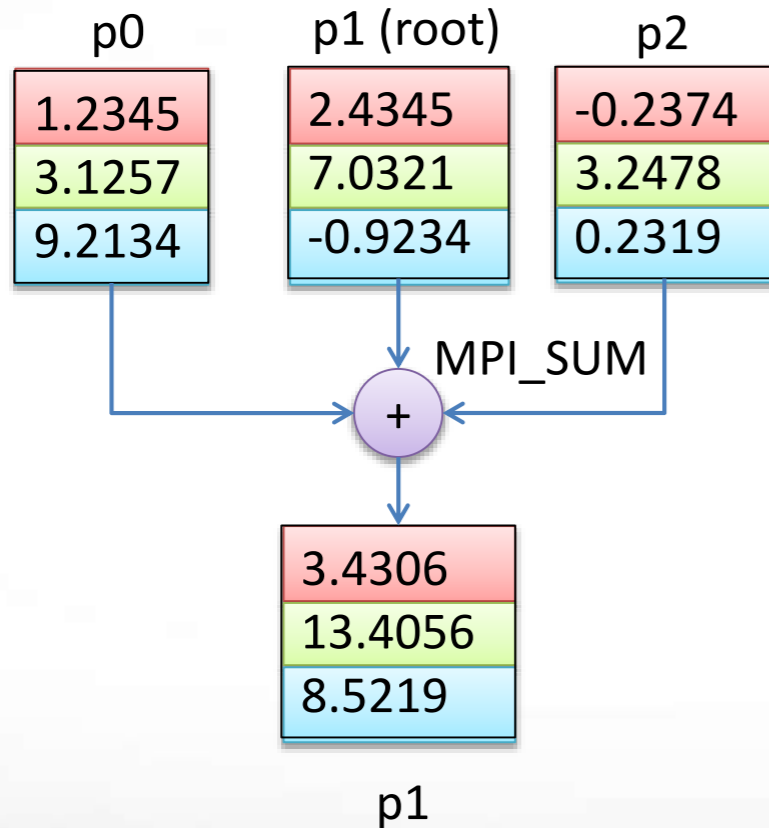 p0
p1 (root)
p2
1.2345
3.1257
9.2134
2.4345
7.0321
-0.9234
-0.2374
3.2478
0.2319
MPI_SUM
+
3.4306
13.4056
8.5219
p1